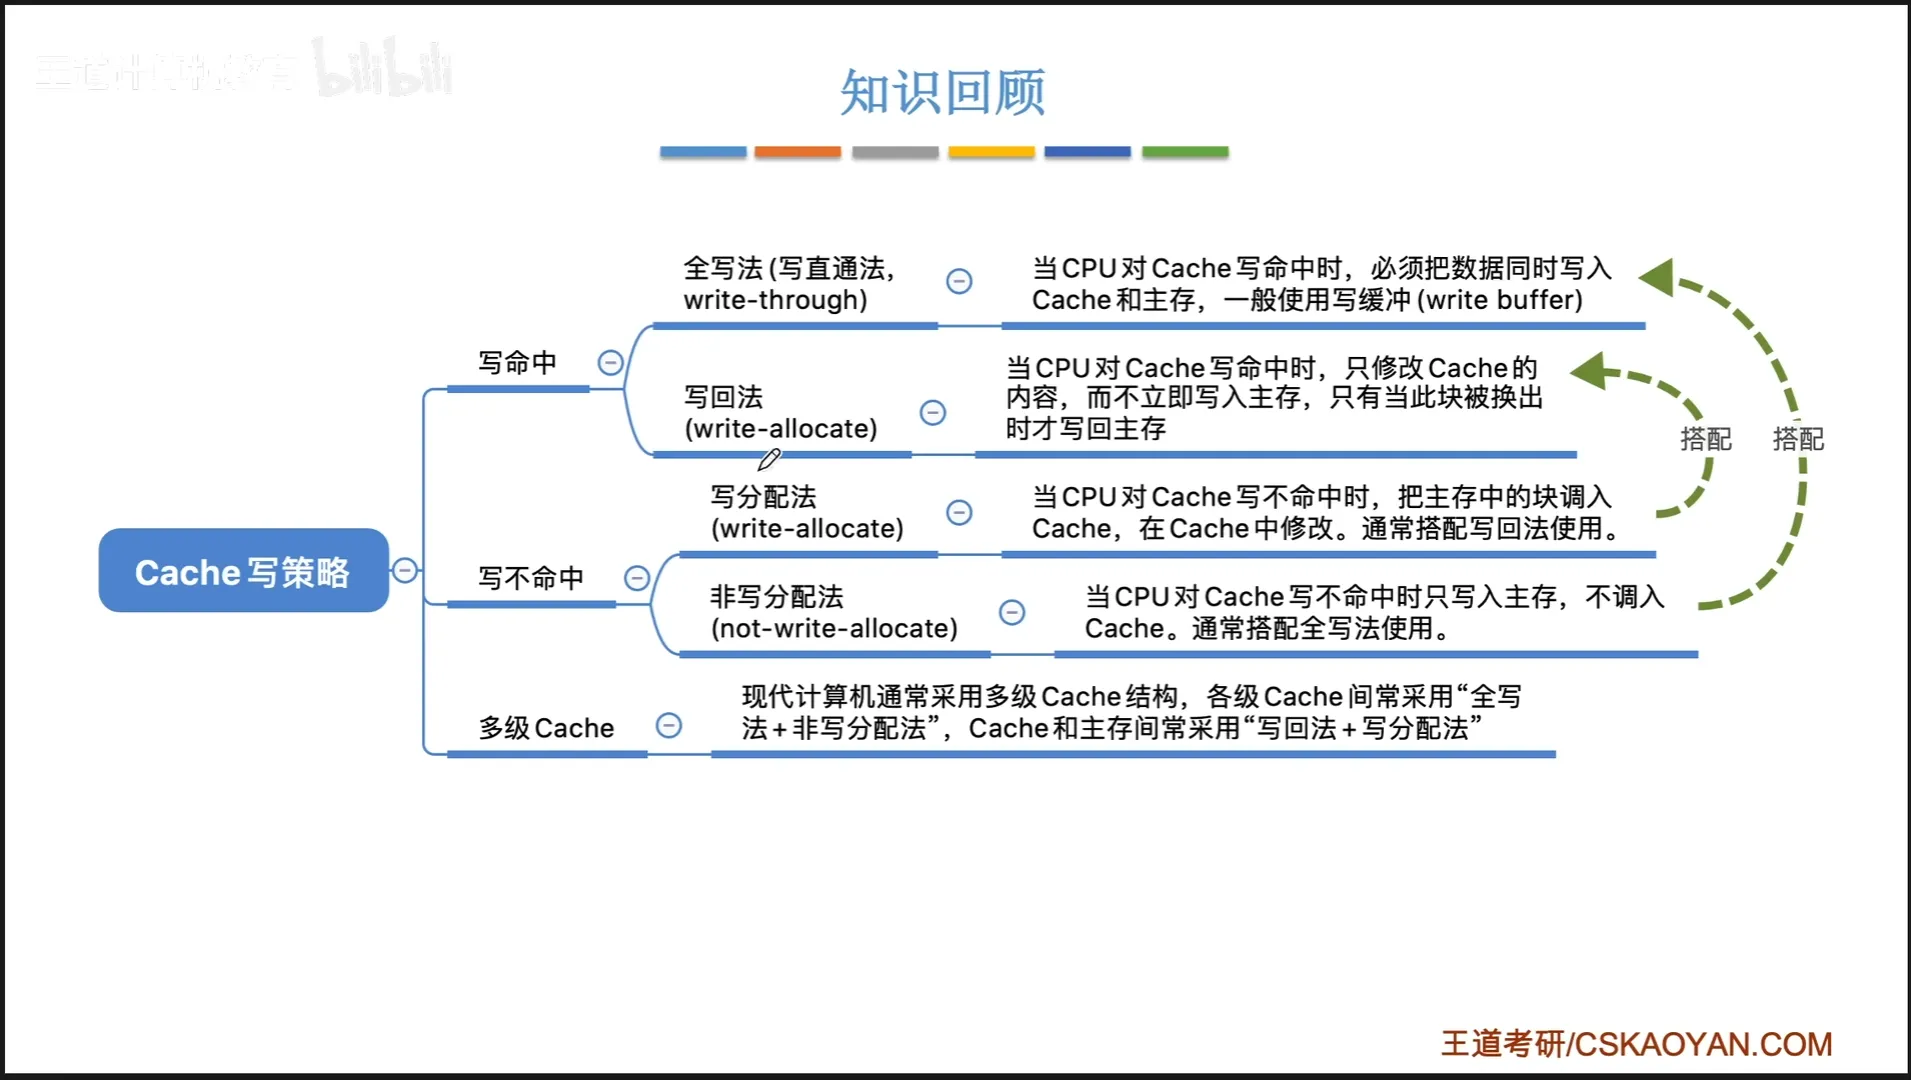 王道计算机教育 bilibili
知识回顾
全写法(写直通法,
write-through)
当CPU对Cache写命中时，必须把数据同时写入
Cache和主存，一般使用写缓冲(write buffer)
写命中
写回法
(write-allocate)
当CPU对Cache写命中时，只修改Cache的
内容，而不立即写入主存，只有当此块被换出
时才写回主存
搭配
搭配
Cache写策略
写不命中
写分配法
(write-allocate)
当CPU对Cache写不命中时，把主存中的块调入
Cache，在Cache中修改。通常搭配写回法使用。
非写分配法
(not-write-allocate)
当CPU对Cache写不命中时只写入主存，不调入
Cache。通常搭配全写法使用。
多级Cache
现代计算机通常采用多级Cache结构，各级Cache间常采用“全写
法+非写分配法”，Cache和主存间常采用“写回法+写分配法”
王道考研/CSKAOYAN.COM